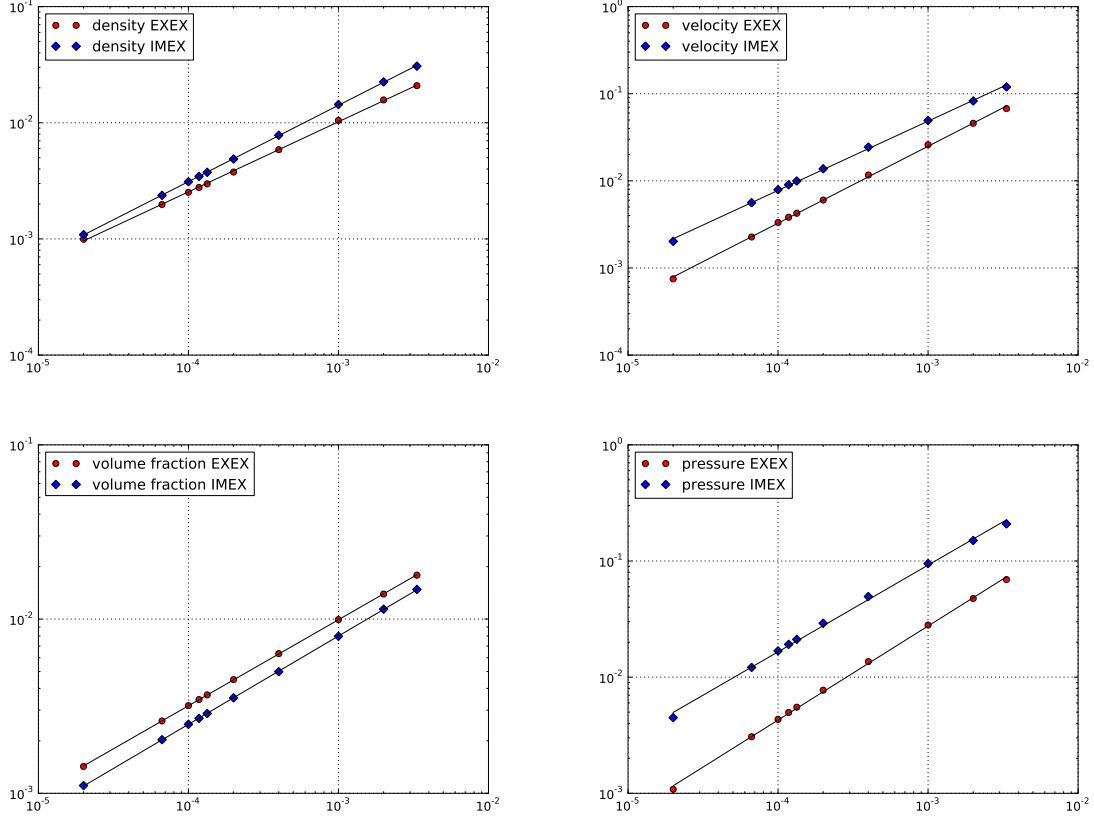 density EXEX
density IMEX
10^-1
10^-2
10^-3
10^-4
10^-5 10^-4 10^-3 10^-2
velocity EXEX
velocity IMEX
10^0
10^-1
10^-2
10^-3
10^-4
10^-5 10^-4 10^-3 10^-2
volume fraction EXEX
volume fraction IMEX
10^-1
10^-2
10^-3
10^-5 10^-4 10^-3 10^-2
pressure EXEX
pressure IMEX
10^0
10^-1
10^-2
10^-3
10^-5 10^-4 10^-3 10^-2